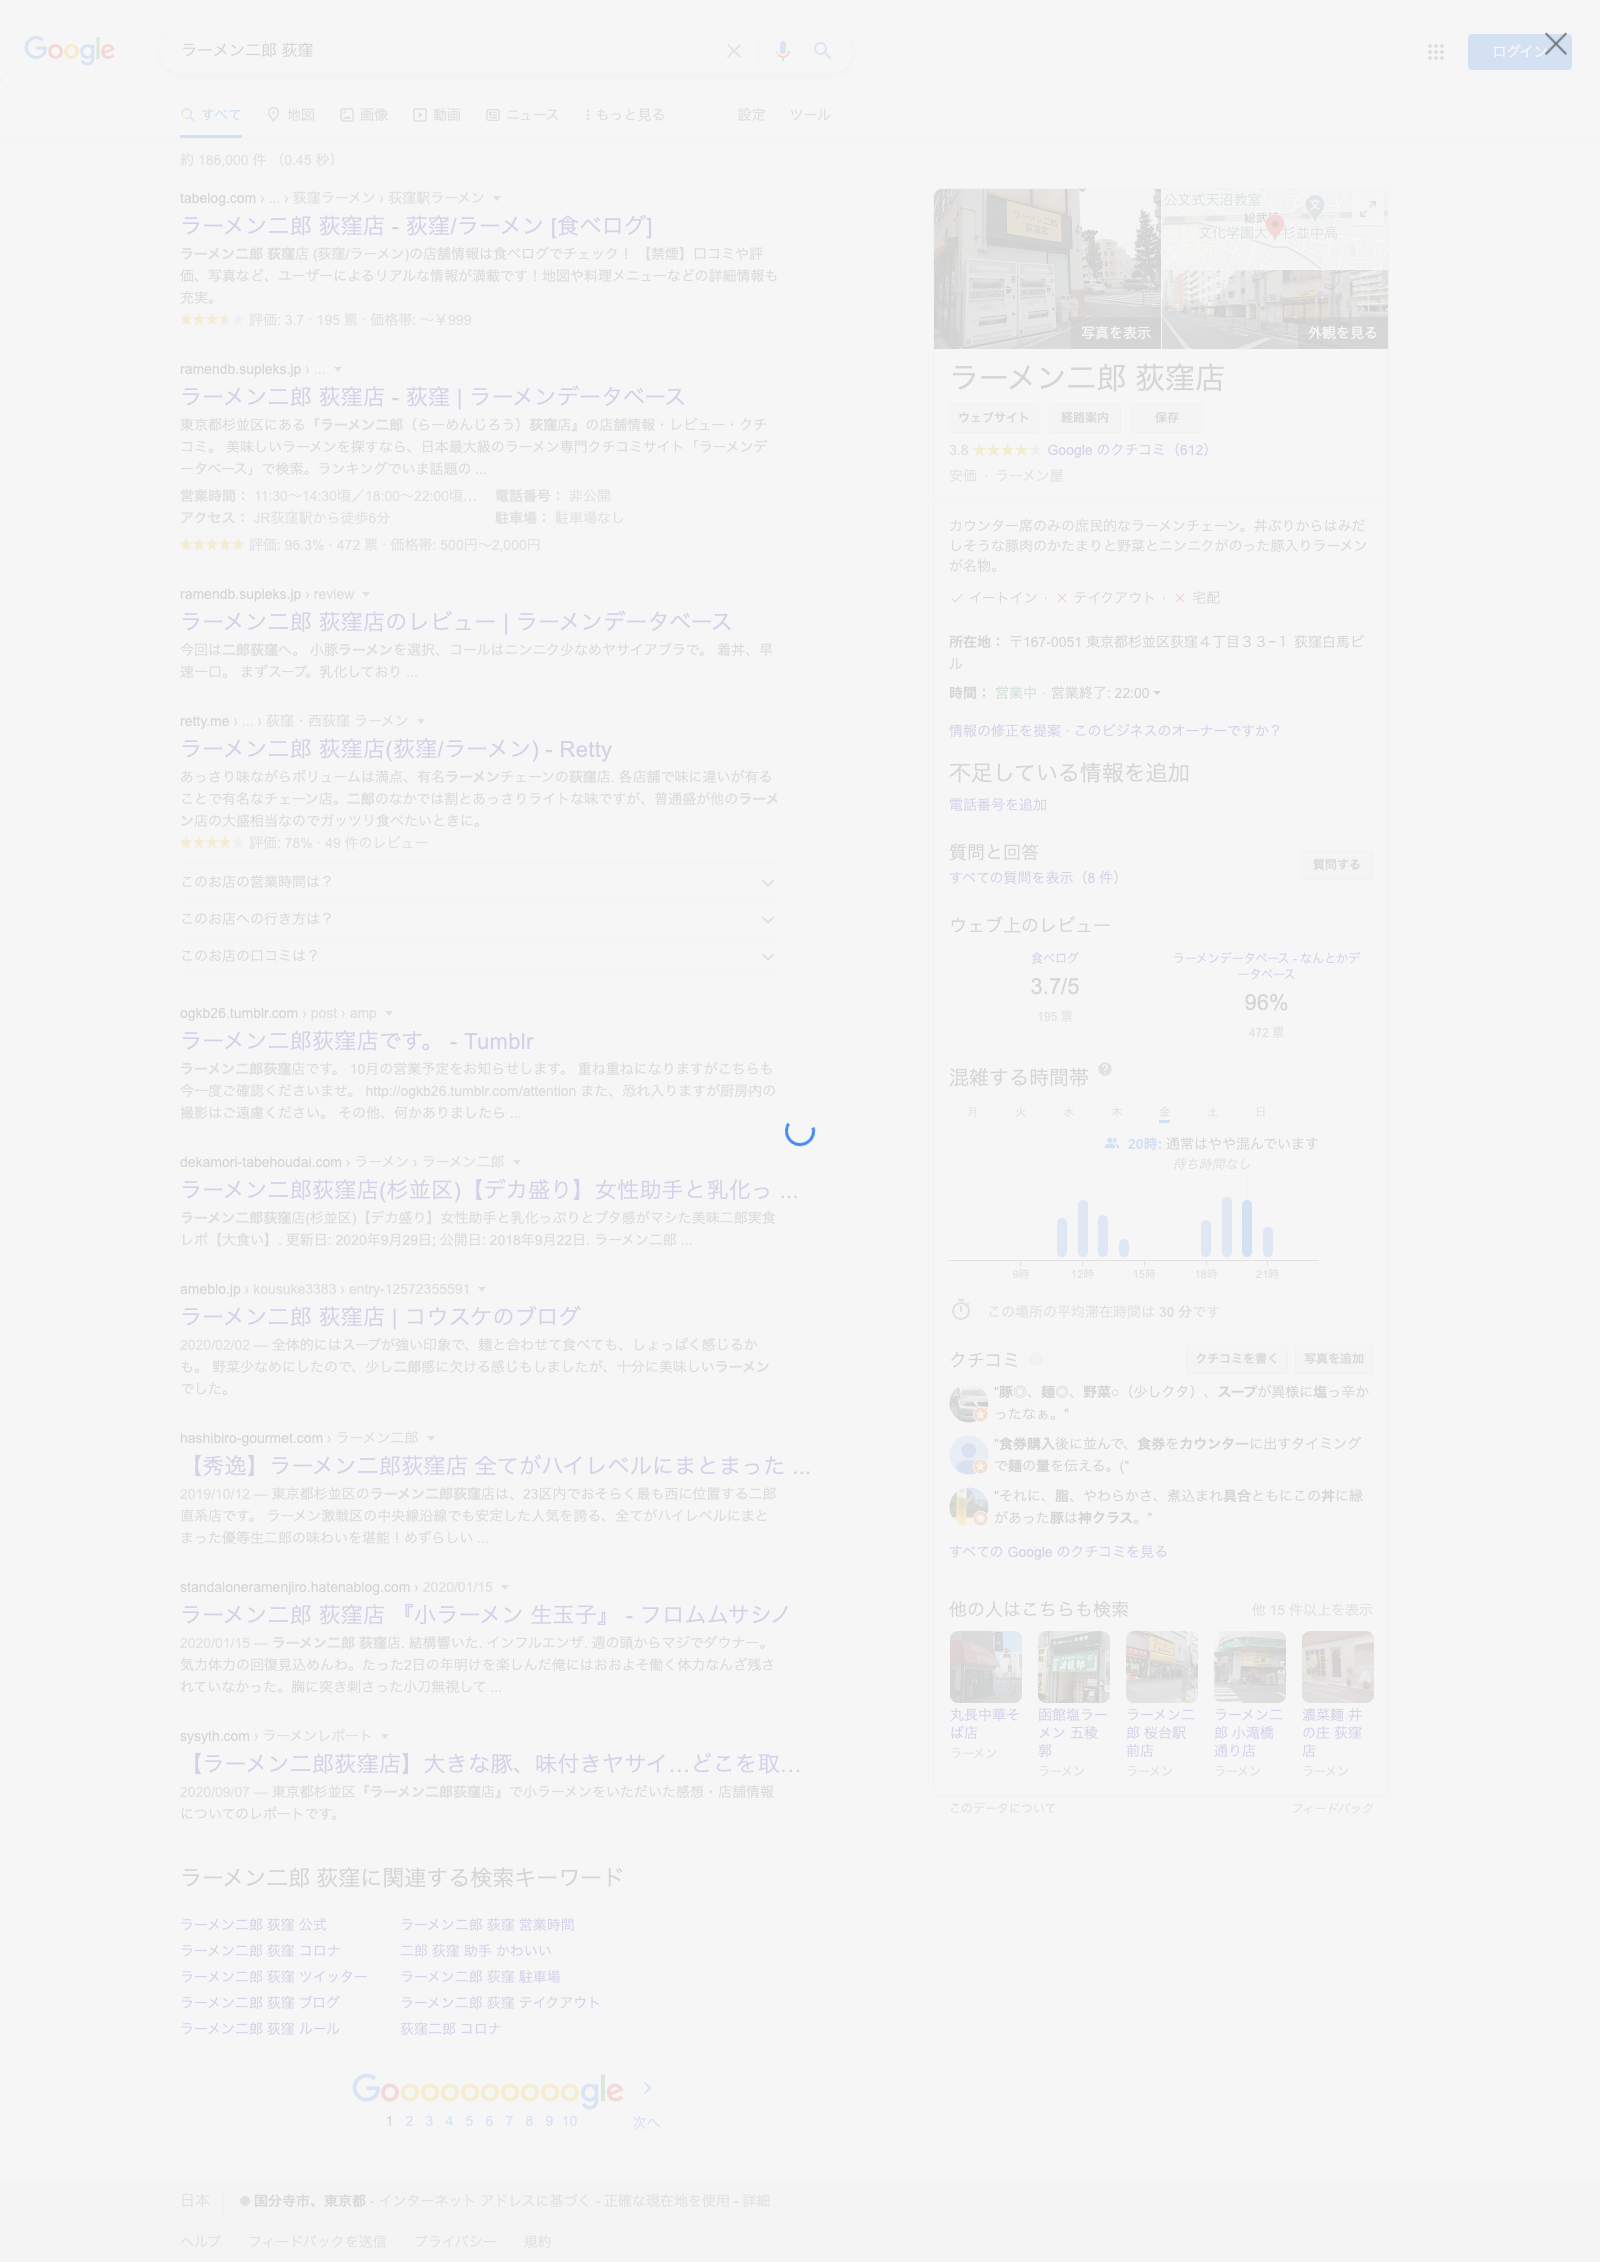 Google
ラーメン二郎 荻窪
ログイン
すべて 地図 画像 動画 ニュース もっと見る 設定 ツール
約 186,000 件 （0.45 秒）
tabelog.com › ... › 荻窪ラーメン › 荻窪駅ラーメン
ラーメン二郎 荻窪店 - 荻窪/ラーメン [食べログ]
ラーメン二郎 荻窪店 (荻窪/ラーメン)の店舗情報は食べログでチェック！ 【禁煙】口コミや評
価、写真など、ユーザーによるリアルな情報が満載です！地図や料理メニューなどの詳細情報も
充実。
★★★★★ 評価: 3.7 · 195 票 · 価格帯: ～￥999
ramendb.supleks.jp › ...
ラーメン二郎 荻窪店 - 荻窪 | ラーメンデータベース
東京都杉並区にある『ラーメン二郎（らーめんじろう）荻窪店』の店舗情報・レビュー・クチ
コミ。 美味しいラーメンを探すなら、日本最大級のラーメン専門クチコミサイト「ラーメンデ
ータベース」で検索。ランキングでいま話題の ...
営業時間： 11:30～14:30頃／18:00～22:00頃... 電話番号： 非公開
アクセス： JR荻窪駅から徒歩6分 駐車場： 駐車場なし
★★★★★ 評価: 96.3% · 472 票 · 価格帯: 500円～2,000円
ramendb.supleks.jp › review
ラーメン二郎 荻窪店のレビュー | ラーメンデータベース
今回は二郎荻窪へ。 小豚ラーメンを選択、コールはニンニク少なめヤサイアブラで。 着丼、早
速一口。 まずスープ。乳化しており ...
retty.me › ... › 荻窪・西荻窪 ラーメン
ラーメン二郎 荻窪店(荻窪/ラーメン) - Retty
あっさり味ながらボリュームは満点、有名ラーメンチェーンの荻窪店. 各店舗で味に違いが有る
ことで有名なチェーン店。二郎のなかでは割とあっさりライトな味ですが、普通盛が他のラーメ
ン店の大盛相当なのでガッツリ食べたいときに。
★★★★★ 評価: 78% · 49 件のレビュー
このお店の営業時間は？
このお店への行き方は？
このお店の口コミは？
ogkb26.tumblr.com › post › amp
ラーメン二郎荻窪店です。 - Tumblr
ラーメン二郎荻窪店です。 10月の営業予定をお知らせします。 重ね重ねになりますがこちらも
今一度ご確認くださいませ。 http://ogkb26.tumblr.com/attention また、恐れ入りますが厨房内の
撮影はご遠慮ください。 その他、何かありましたら ...
dekamori-tabehoudai.com › ラーメン › ラーメン二郎
ラーメン二郎荻窪店(杉並区)【デカ盛り】女性助手と乳化っ ...
ラーメン二郎荻窪店(杉並区)【デカ盛り】女性助手と乳化っぷりとブタ感がマシた美味二郎実食
レポ【大食い】. 更新日: 2020年9月29日; 公開日: 2018年9月22日. ラーメン二郎 ...
ameblo.jp › kousuke3383 › entry-12572355591
ラーメン二郎 荻窪店 | コウスケのブログ
2020/02/02 — 全体的にはスープが強い印象で、麺と合わせて食べても、しょっぱく感じるか
も。 野菜少なめにしたので、少し二郎感に欠ける感じもしましたが、十分に美味しいラーメン
でした。
hashibiro-gourmet.com › ラーメン二郎
【秀逸】ラーメン二郎荻窪店 全てがハイレベルにまとまった ...
2019/10/12 — 東京都杉並区のラーメン二郎荻窪店は、23区内でおそらく最も西に位置する二郎
直系店です。 ラーメン激戦区の中央線沿線でも安定した人気を誇る、全てがハイレベルにまと
まった優等生二郎の味わいを堪能！めずらしい ...
standaloneramenjiro.hatenablog.com › 2020/01/15
ラーメン二郎 荻窪店 『小ラーメン 生玉子』 - フロムムサシノ
2020/01/15 — ラーメン二郎 荻窪店. 結構響いた. インフルエンザ. 週の頭からマジでダウナー。
気力体力の回復見込めんわ。たった2日の年明けを楽しんだ俺にはおおよそ働く体力なんざ残さ
れていなかった。胸に突き刺さった小刀無視して ...
sysyth.com › ラーメンレポート
【ラーメン二郎荻窪店】大きな豚、味付きヤサイ…どこを取...
2020/09/07 — 東京都杉並区『ラーメン二郎荻窪店』で小ラーメンをいただいた感想・店舗情報
についてのレポートです。
ラーメン二郎 荻窪に関連する検索キーワード
ラーメン二郎 荻窪 公式 ラーメン二郎 荻窪 営業時間
ラーメン二郎 荻窪 コロナ 二郎 荻窪 助手 かわいい
ラーメン二郎 荻窪 ツイッター ラーメン二郎 荻窪 駐車場
ラーメン二郎 荻窪 ブログ ラーメン二郎 荻窪 テイクアウト
ラーメン二郎 荻窪 ルール 荻窪二郎 コロナ
Goooooooooogle
1 2 3 4 5 6 7 8 9 10 次へ
公文式天沼教室
文化学園大 杉並中高
写真を表示 外観を見る
ラーメン二郎 荻窪店
ウェブサイト 経路案内 保存
3.8 ★★★★★ Google のクチコミ（612）
安価 · ラーメン屋
カウンター席のみの庶民的なラーメンチェーン。丼ぶりからはみだ
しそうな豚肉のかたまりと野菜とニンニクがのった豚入りラーメン
が名物。
イートイン · テイクアウト · 宅配
所在地： 〒167-0051 東京都杉並区荻窪４丁目３３−１ 荻窪白馬ビ
ル
時間： 営業中 · 営業終了: 22:00
情報の修正を提案 · このビジネスのオーナーですか？
不足している情報を追加
電話番号を追加
質問と回答
質問する
すべての質問を表示（8 件）
ウェブ上のレビュー
食べログ
3.7/5
195 票
ラーメンデータベース - なんとかデ
ータベース
96%
472 票
混雑する時間帯
月 火 水 木 金 土 日
20時: 通常はやや混んでいます
待ち時間なし
9時 12時 15時 18時 21時
この場所の平均滞在時間は 30 分です
クチコミ クチコミを書く 写真を追加
"豚◎、麺◎、野菜○（少しクタ）、スープが異様に塩っ辛か
ったなぁ。"
"食券購入後に並んで、食券をカウンターに出すタイミング
で麺の量を伝える。("
"それに、脂、やわらかさ、煮込まれ具合ともにこの丼に縁
があった豚は神クラス。"
すべての Google のクチコミを見る
他の人はこちらも検索 他 15 件以上を表示
丸長中華そ
ば店
ラーメン
函館塩ラー
メン 五稜
郭
ラーメン
ラーメン二
郎 桜台駅
前店
ラーメン
ラーメン二
郎 小滝橋
通り店
ラーメン
濃菜麺 井
の庄 荻窪
店
ラーメン
このデータについて フィードバック
日本 国分寺市、東京都 - インターネット アドレスに基づく - 正確な現在地を使用 - 詳細
ヘルプ フィードバックを送信 プライバシー 規約